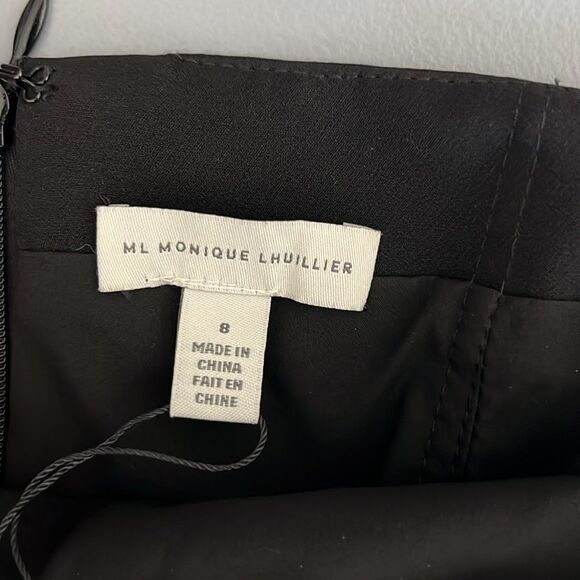 ML MONIQUE LHUILLIER
8
MADE IN
CHINA
FAIT EN
CHINE